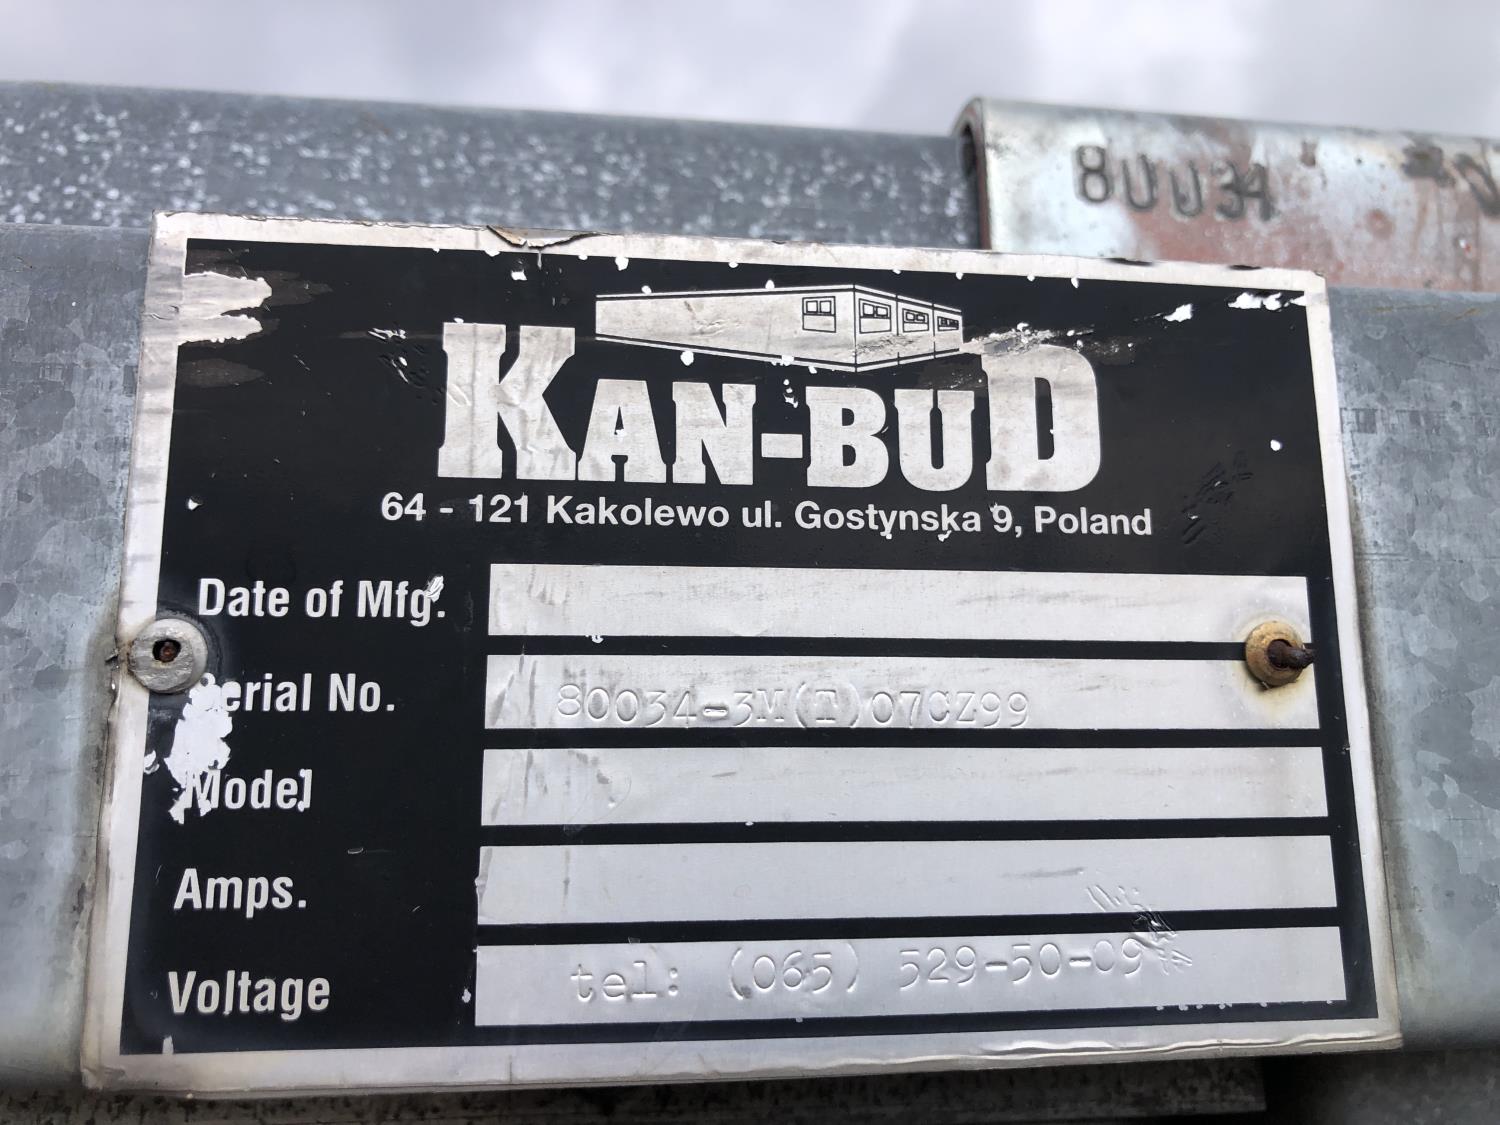 80034
KAN-BUD
64 - 121 Kakolewo ul. Gostynska 9, Poland
Date of Mfg.
Serial No. 80034-3M(T)07CZ99
Model
Amps.
Voltage tel: (065) 529-50-09